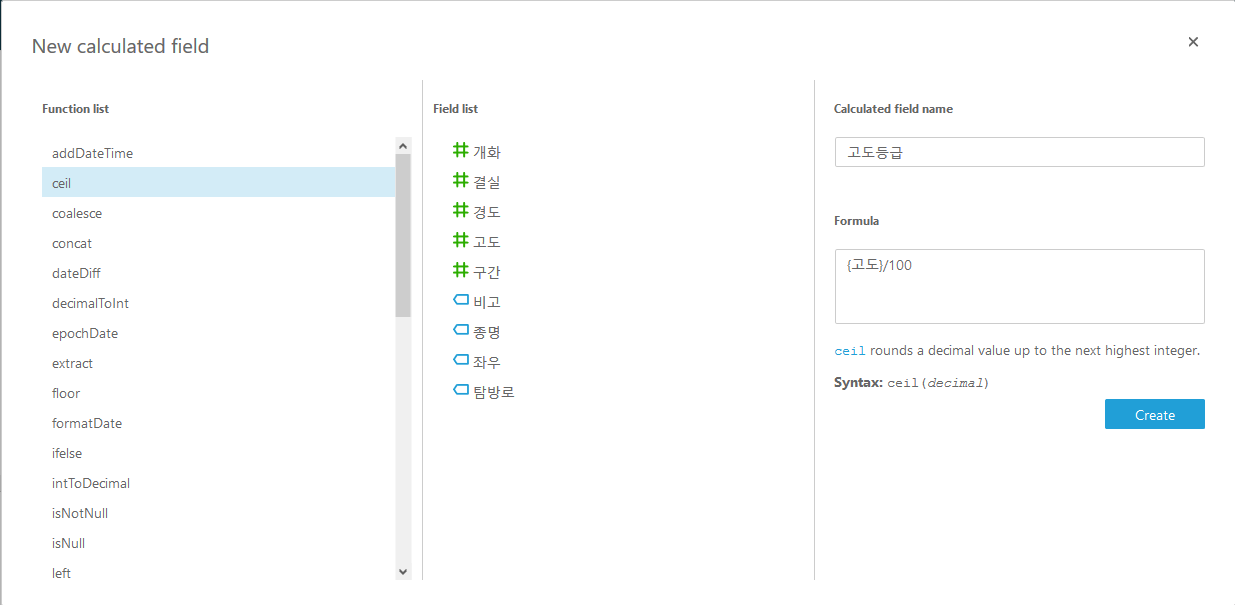 New calculated field
Function list
addDateTime
ceil
coalesce
concat
dateDiff
decimalToInt
epochDate
extract
floor
formatDate
ifelse
intToDecimal
isNotNull
isNull
left
Field list
개화
결실
경도
고도
구간
비고
종명
좌우
탐방로
Calculated field name
고도등급
Formula
{고도}/100
ceil rounds a decimal value up to the next highest integer.
Syntax: ceil(decimal)
Create